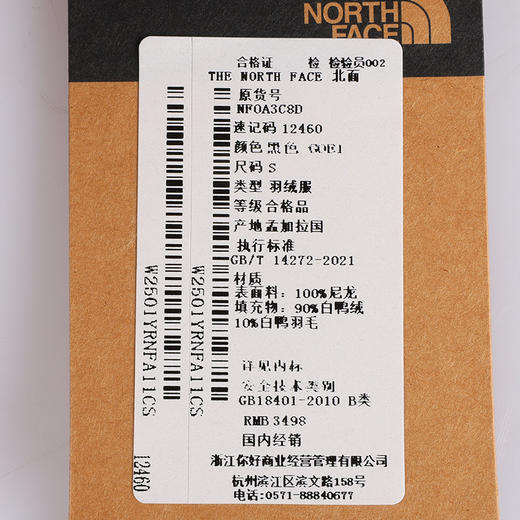 NORTH
FACE
合格证 检 检验员002
THE NORTH FACE 北面
原货号
NF0A3C8D
速记码 12460
颜色 黑色, G0E1
尺码 S
类型 羽绒服
等级 合格品
产地 孟加拉国
执行标准
GB/T 14272-2021
材质
表面料: 100%尼龙
填充物: 90%白鸭绒
10%白鸭羽毛
详见内标
安全技术类别
GB18401-2010 B类
RMB 3498
国内经销
浙江你好商业经营管理有限公司
杭州滨江区滨文路158号
电话:0571-88840677
W2501YRNFA11CS
W2501YRNFA11CS
12460